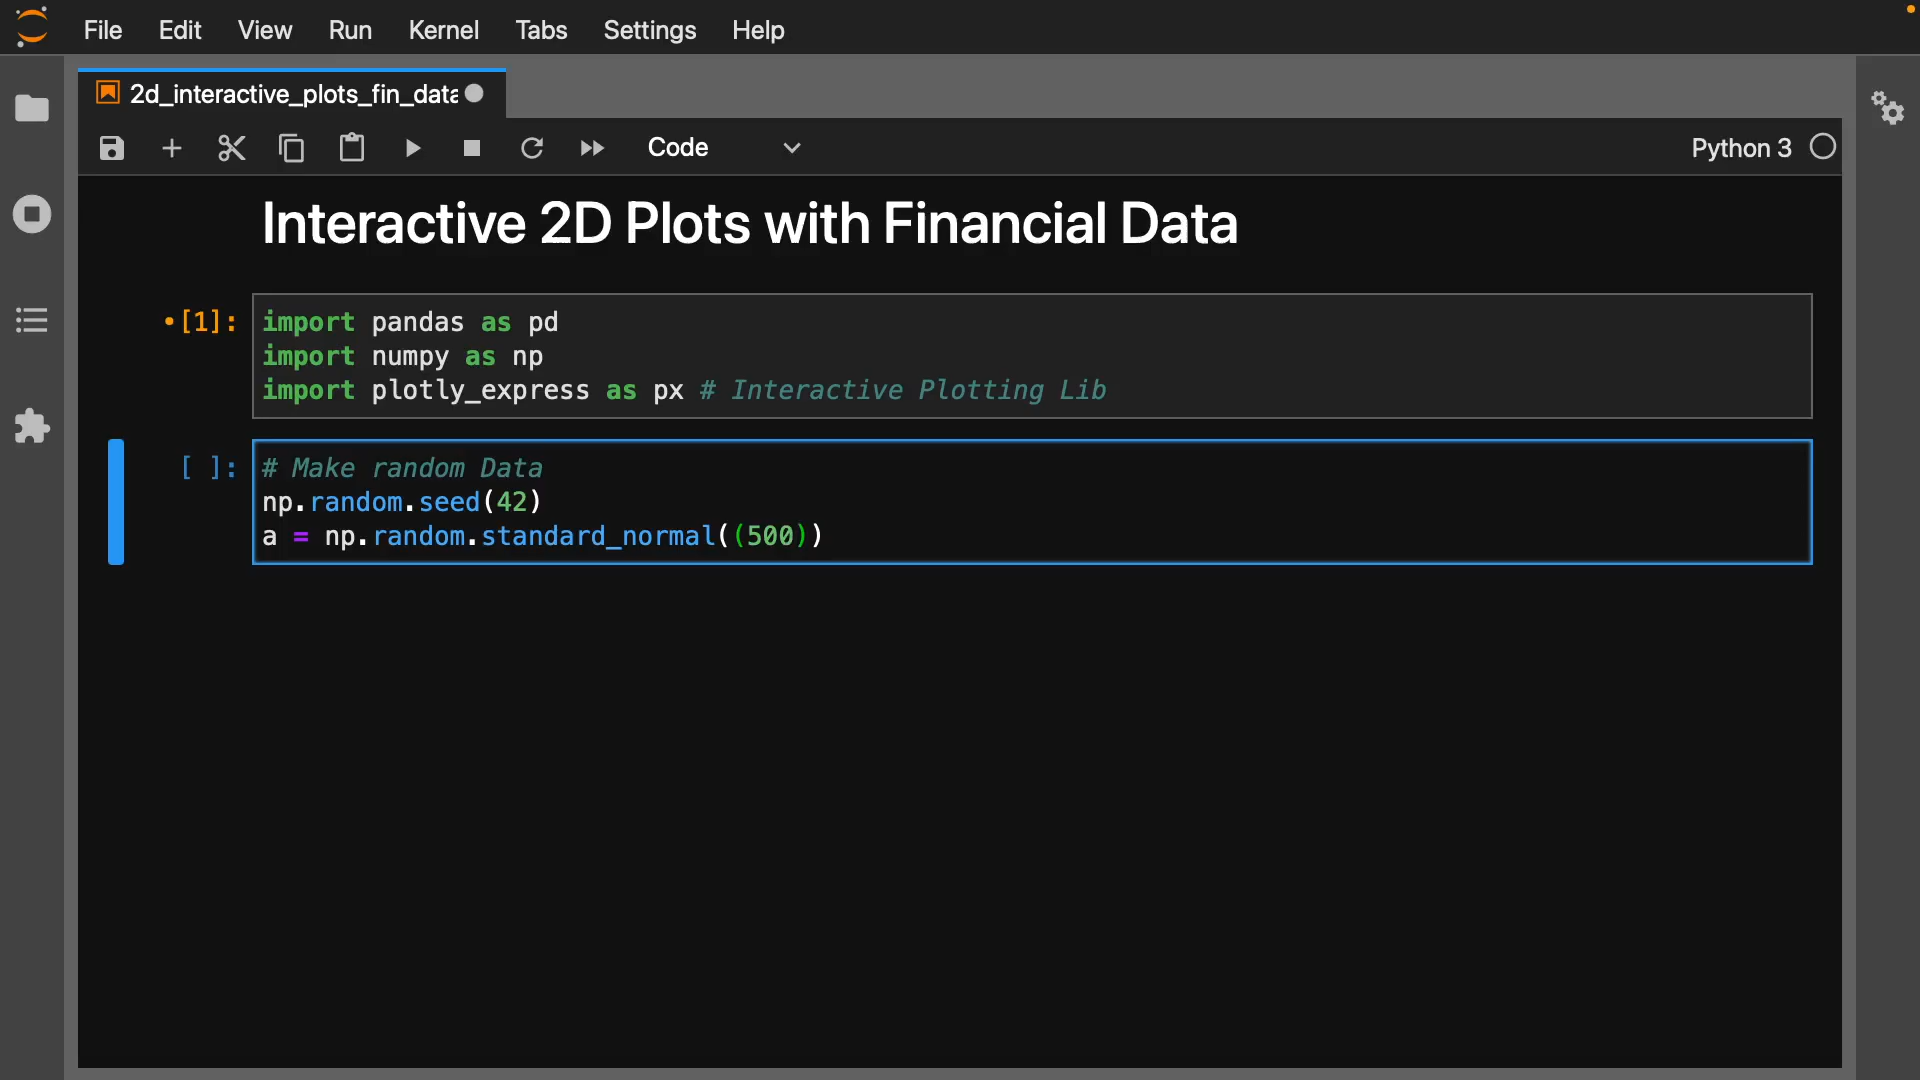 File Edit View Run Kernel Tabs Settings Help
2d_interactive_plots_fin_data
Code Python 3
Interactive 2D Plots with Financial Data
[1]: import pandas as pd
import numpy as np
import plotly_express as px # Interactive Plotting Lib
[ ]: # Make random Data
np.random.seed(42)
a = np.random.standard_normal((500))